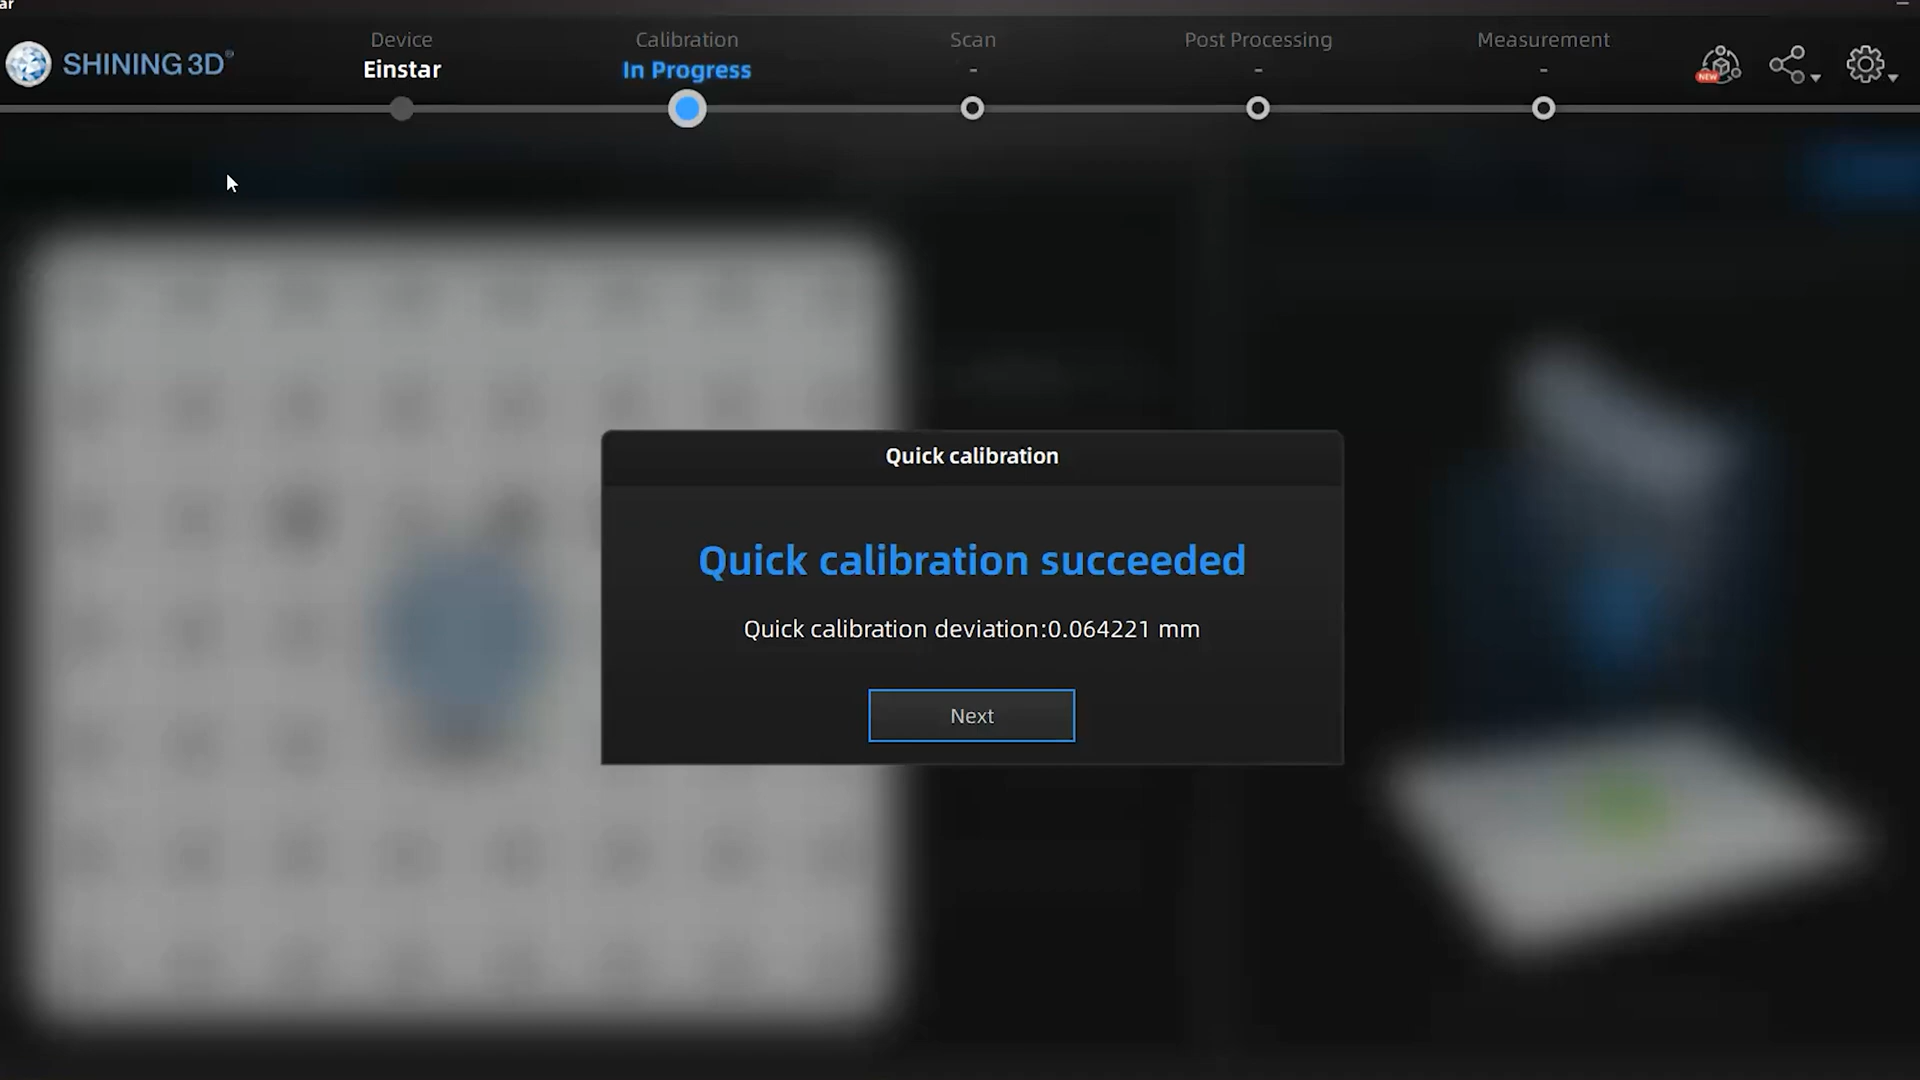 ar
SHINING 3D®
Device
Einstar
Calibration
In Progress
Scan
-
Post Processing
-
Measurement
-
NEW
Quick calibration
Quick calibration succeeded
Quick calibration deviation:0.064221 mm
Next